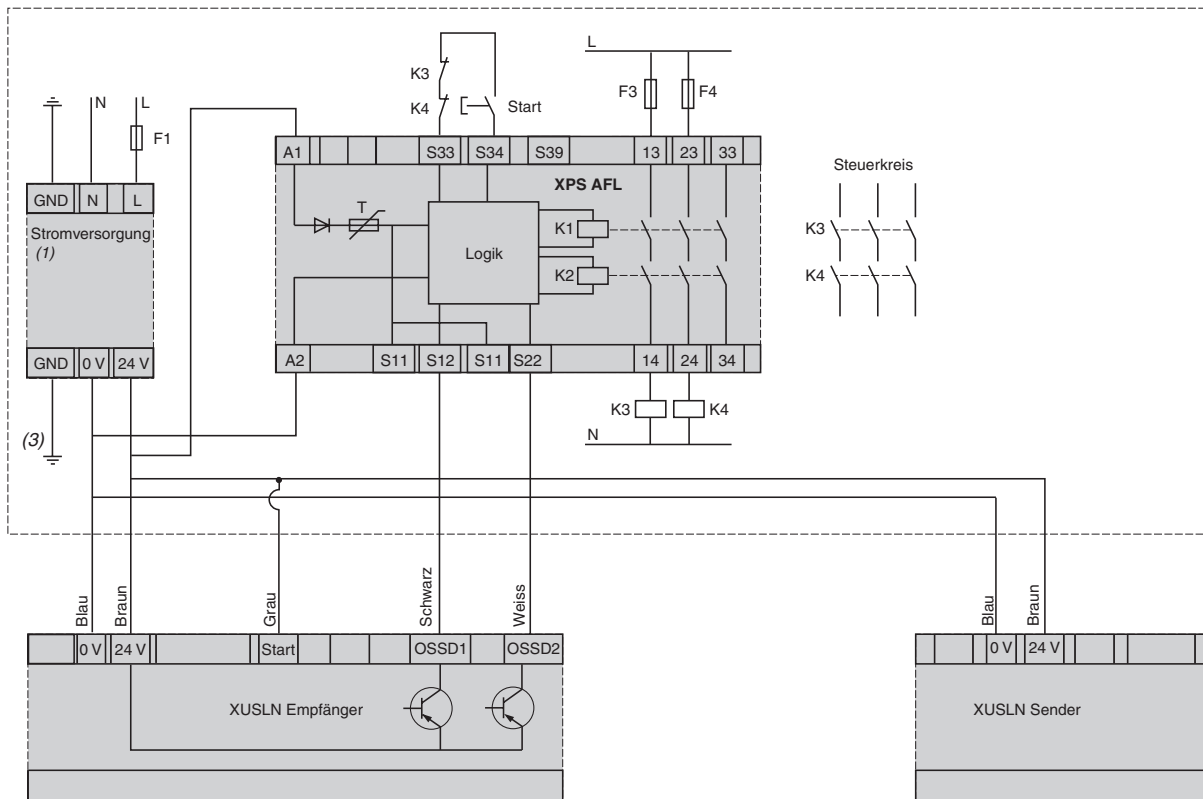 L
K3
F3
F4
N
L
K4
Start
F1
A1
S33
S34
S39
13
23
33
Steuerkreis
XPS AFL
GND
N
L
T
Stromversorgung
(1)
K1
K3
Logik
K2
K4
GND
0 V
24 V
A2
S11
S12
S11
S22
14
24
34
K3
K4
(3)
N
Blau
Braun
Grau
Schwarz
Weiss
Blau
Braun
0 V
24 V
Start
OSSD1
OSSD2
0 V
24 V
XUSLN Empfänger
XUSLN Sender